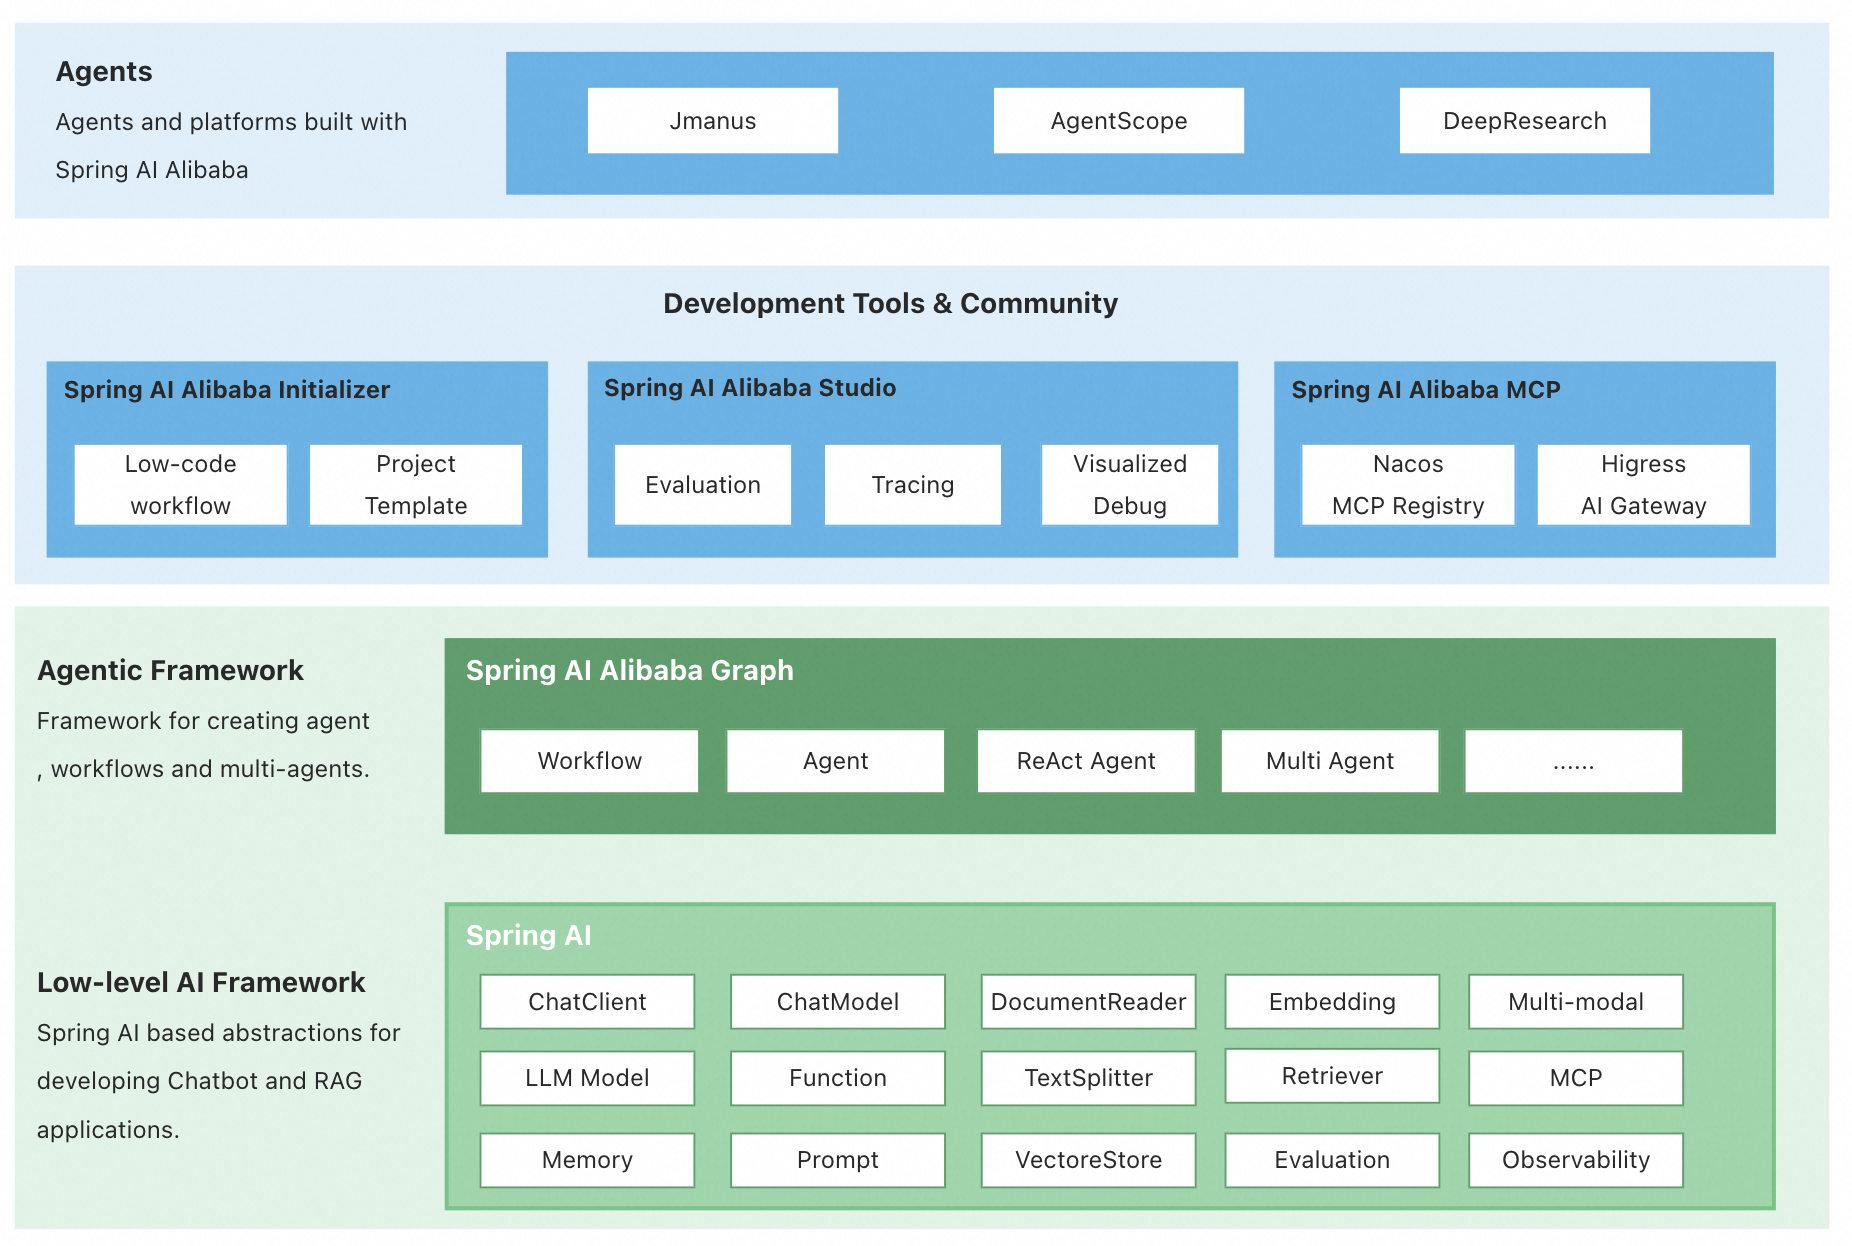 Agents
Agents and platforms built with
Spring AI Alibaba
Jmanus
AgentScope
DeepResearch
Development Tools & Community
Spring AI Alibaba Initializer
Low-code
workflow
Project
Template
Spring AI Alibaba Studio
Evaluation
Tracing
Visualized
Debug
Spring AI Alibaba MCP
Nacos
MCP Registry
Higress
AI Gateway
Agentic Framework
Framework for creating agent
, workflows and multi-agents.
Spring AI Alibaba Graph
Workflow
Agent
ReAct Agent
Multi Agent
......
Low-level AI Framework
Spring AI based abstractions for
developing Chatbot and RAG
applications.
Spring AI
ChatClient
ChatModel
DocumentReader
Embedding
Multi-modal
LLM Model
Function
TextSplitter
Retriever
MCP
Memory
Prompt
VectoreStore
Evaluation
Observability